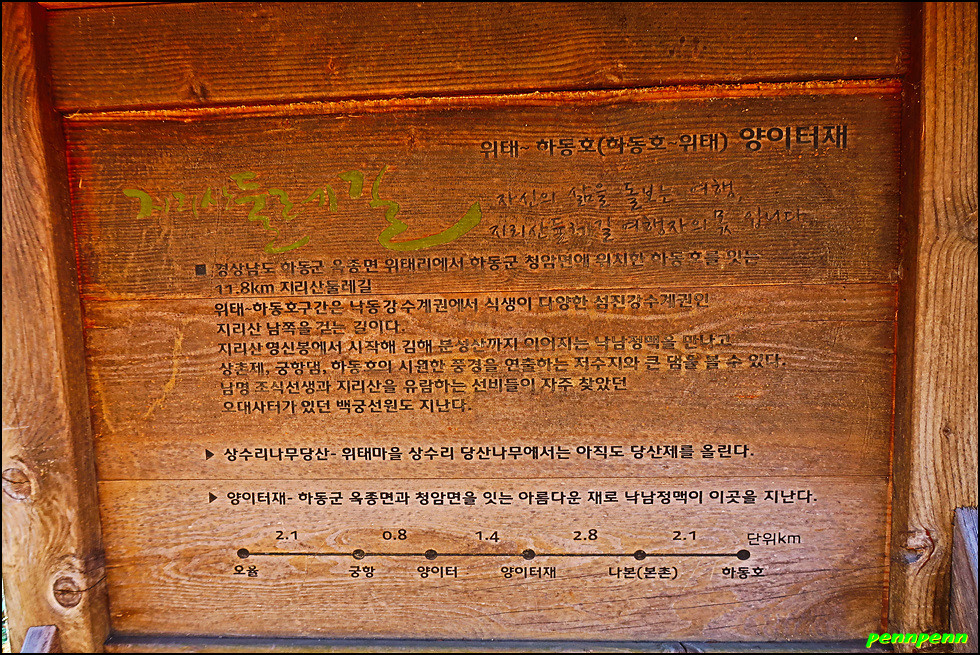 위태~ 하동호(하동호~위태) 양이터재
지리산둘레길
자신의 삶을 돌보는 여행,
지리산둘레길 여행자의 몫 입니다.
■ 경상남도 하동군 옥종면 위태리에서 하동군 청암면에 위치한 하동호를 잇는
11.8km 지리산둘레길
위태~하동호구간은 낙동강수계권에서 식생이 다양한 섬진강수계권인
지리산 남쪽을 걷는 길이다.
지리산 영신봉에서 시작해 김해 분성산까지 이어지는 낙남정맥을 만나고
상촌제, 궁항댐, 하동호의 시원한 풍경을 연출하는 저수지와 큰 댐을 볼 수 있다.
남명 조식선생과 지리산을 유람하는 선비들이 자주 찾았던
오대사터가 있던 백궁선원도 지난다.
▶ 상수리나무당산- 위태마을 상수리 당산나무에서는 아직도 당산제를 올린다.
▶ 양이터재- 하동군 옥종면과 청암면을 잇는 아름다운 재로 낙남정맥이 이곳을 지난다.
2.1 0.8 1.4 2.8 2.1 단위km
오율 궁항 양이터 양이터재 나본(본촌) 하동호
pennpenn